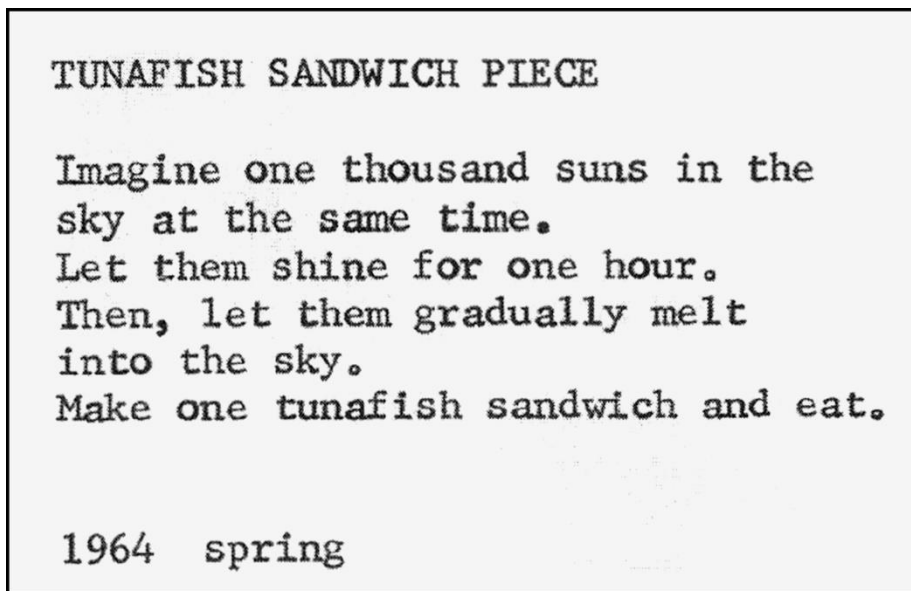 TUNAFISH SANDWICH PIECE
Imagine one thousand suns in the
sky at the same time.
Let them shine for one hour.
Then, let them gradually melt
into the sky.
Make one tunafish sandwich and eat.
1964 spring